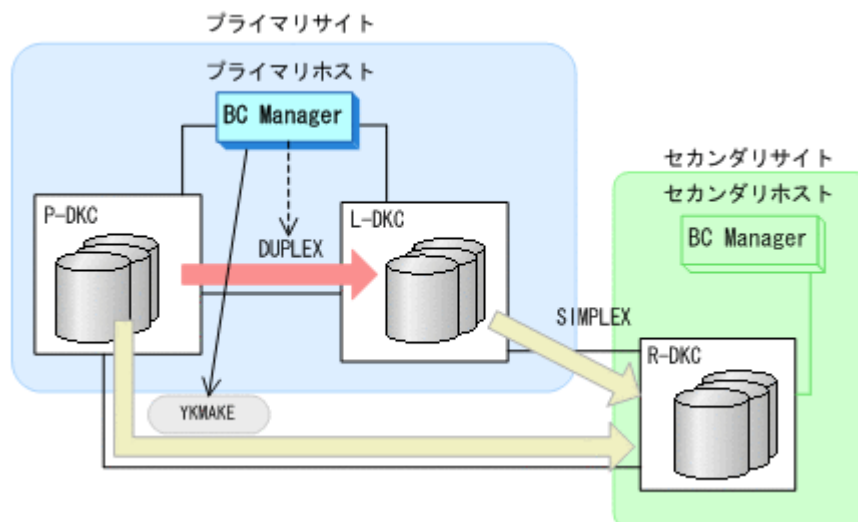 プライマリサイト
プライマリホスト
BC Manager
セカンダリサイト
セカンダリホスト
P-DKC
L-DKC
BC Manager
DUPLEX
SIMPLEX
R-DKC
YKMAKE